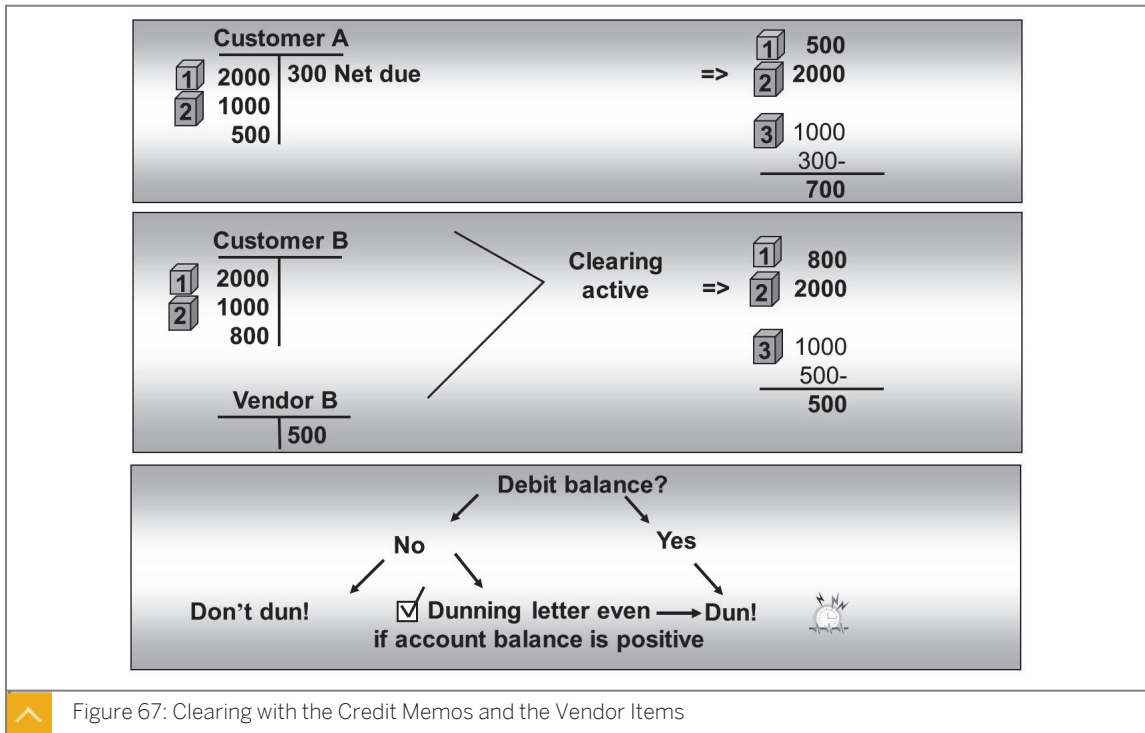 Customer A
1 2000 300 Net due => 1 500
2 1000 2 2000
500
3 1000
300-
700
Customer B
1 2000
2 1000
800
Vendor B
500
Clearing
active =>
1 800
2 2000
3 1000
500-
500
Debit balance?
No Yes
Don't dun! Dunning letter even Dun!
if account balance is positive
Figure 67: Clearing with the Credit Memos and the Vendor Items